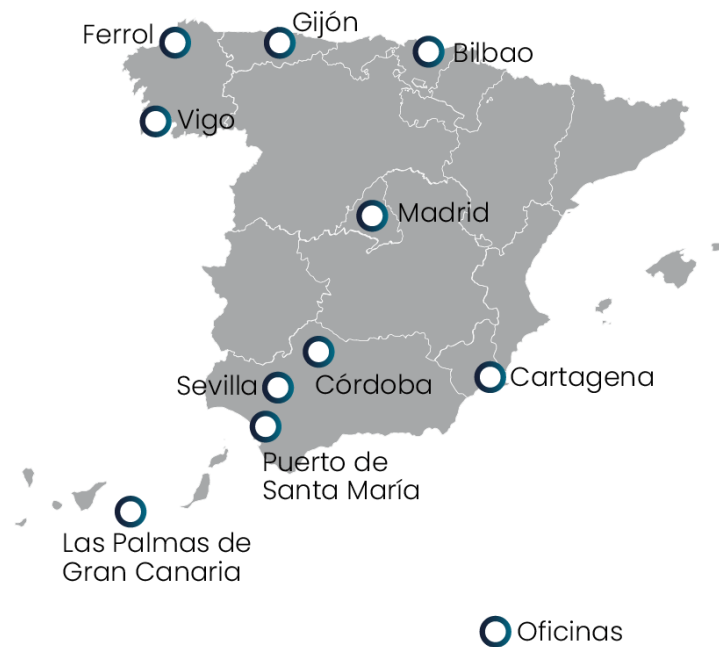 Gijón
Ferrol
Bilbao
Vigo
Madrid
Sevilla
Córdoba
Cartagena
Puerto de
Santa María
Las Palmas de
Gran Canaria
Oficinas